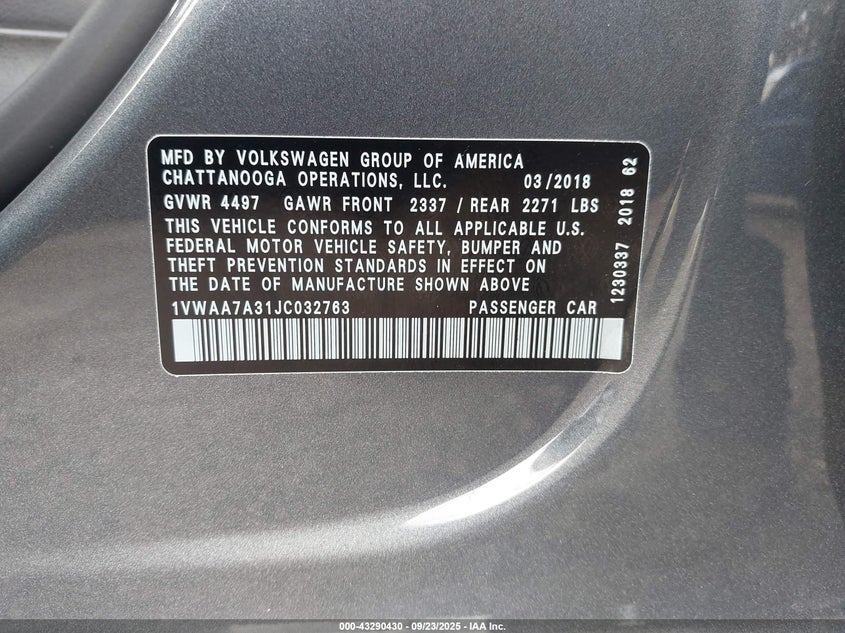 MFD BY VOLKSWAGEN GROUP OF AMERICA
CHATTANOOGA OPERATIONS, LLC. 03/2018
GVWR 4497 GAWR FRONT 2337 / REAR 2271 LBS
THIS VEHICLE CONFORMS TO ALL APPLICABLE U.S.
FEDERAL MOTOR VEHICLE SAFETY, BUMPER AND
THEFT PREVENTION STANDARDS IN EFFECT ON
THE DATE OF MANUFACTURE SHOWN ABOVE
1VWAA7A31JC032763 PASSENGER CAR
1230337 2018 62
000-43290430 - 09/23/2025 - IAA Inc.